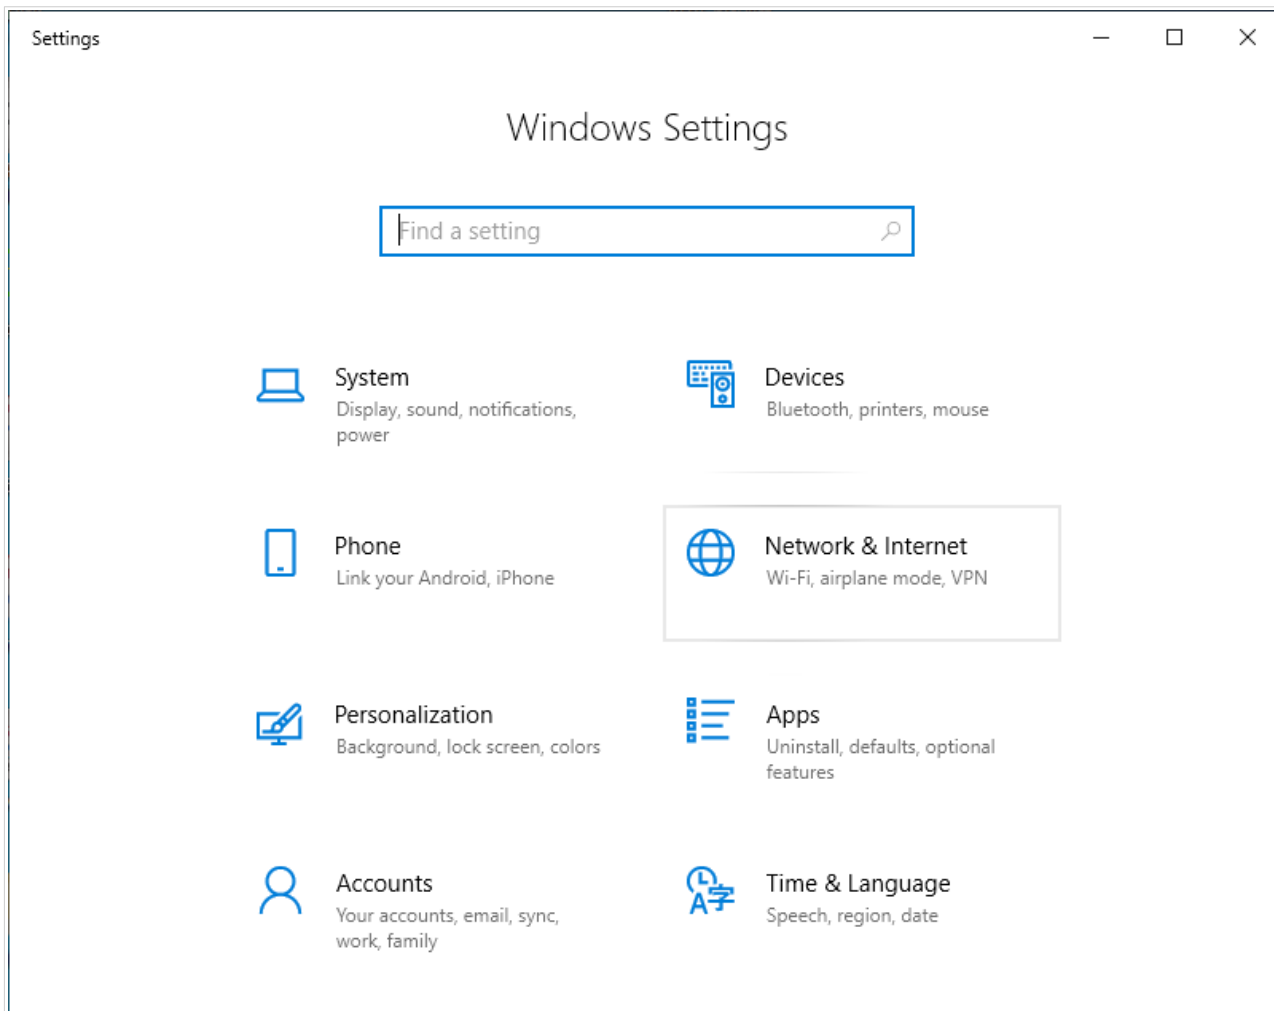 Settings
Windows Settings
Find a setting
System
Display, sound, notifications,
power
Devices
Bluetooth, printers, mouse
Phone
Link your Android, iPhone
Network & Internet
Wi-Fi, airplane mode, VPN
Personalization
Background, lock screen, colors
Apps
Uninstall, defaults, optional
features
Accounts
Your accounts, email, sync,
work, family
Time & Language
Speech, region, date